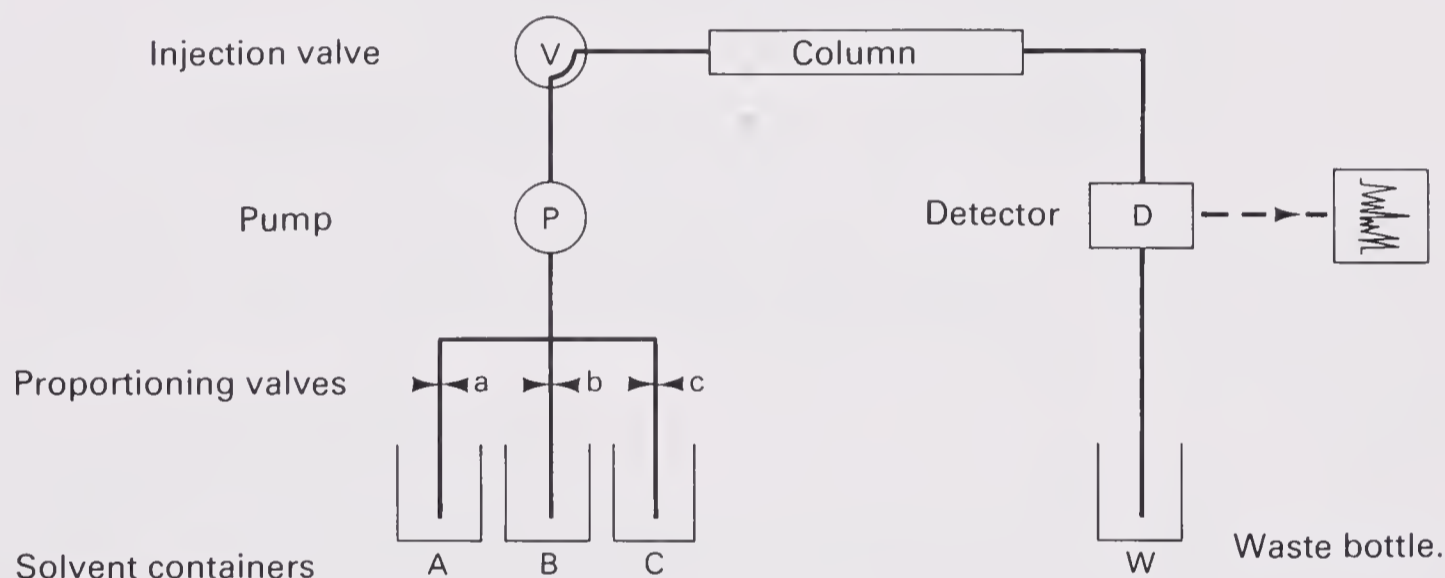 Injection valve
V
Column
Pump
P
Detector
D
Proportioning valves
a
b
c
Solvent containers
A
B
C
W
Waste bottle.